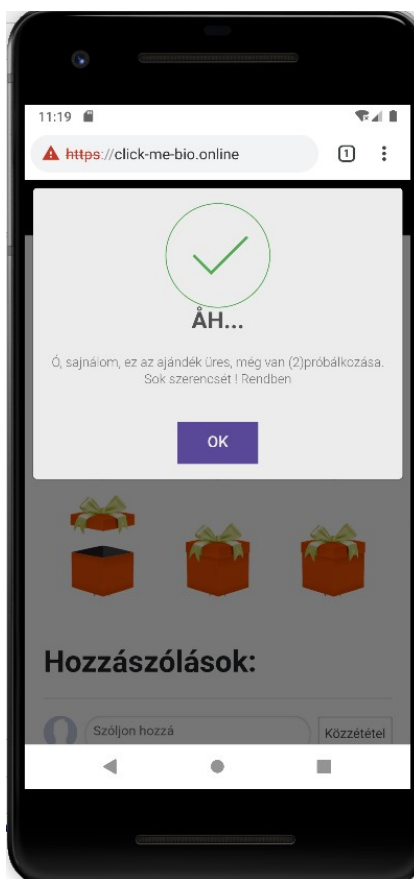 11:19
https://click-me-bio.online
1
ÅH...
Ó, sajnálom, ez az ajándék üres, még van (2)próbálkozása.
Sok szerencsét ! Rendben
OK
Hozzászólások:
Szóljon hozzá
Közzététel